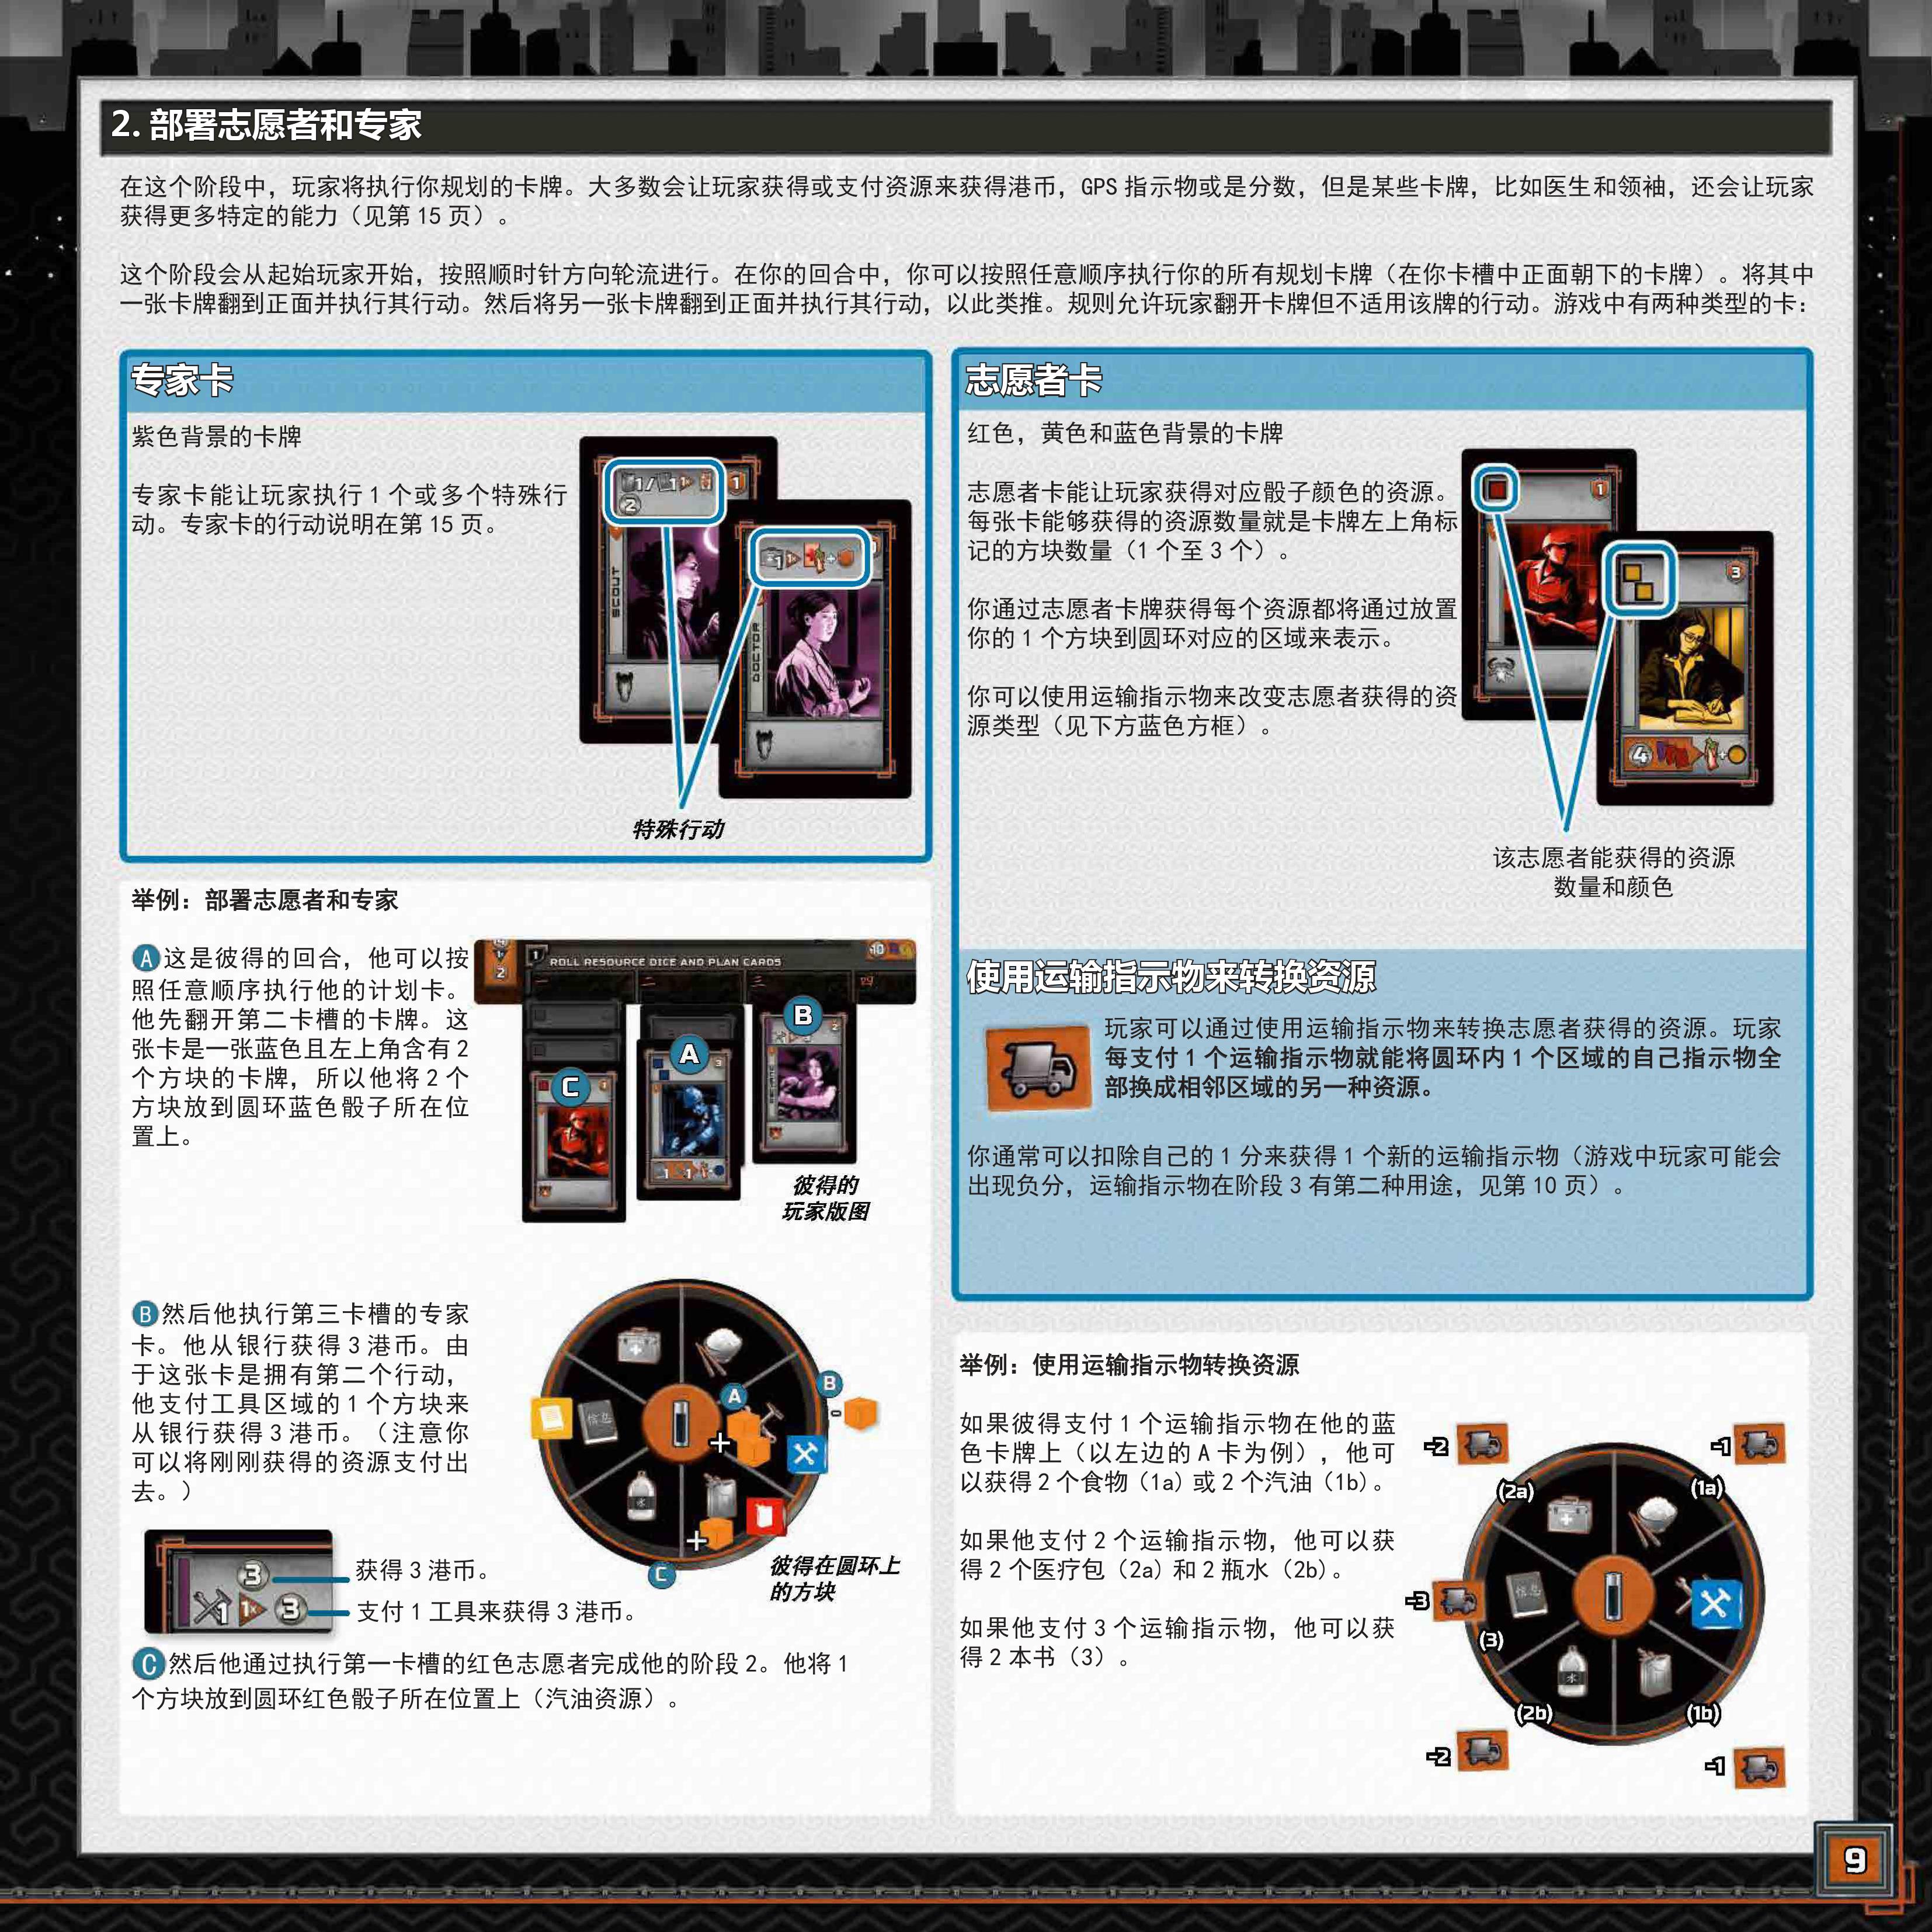 2. 部署志愿者和专家
在这个阶段中，玩家将执行你规划的卡牌。大多数会让玩家获得或支付资源来获得港币，GPS 指示物或是分数，但是某些卡牌，比如医生和领袖，还会让玩家
获得更多特定的能力（见第 15 页）。
这个阶段会从起始玩家开始，按照顺时针方向轮流进行。在你的回合中，你可以按照任意顺序执行你的所有规划卡牌（在你卡槽中正面朝下的卡牌）。将其中
一张卡牌翻到正面并执行其行动。然后将另一张卡牌翻到正面并执行其行动，以此类推。规则允许玩家翻开卡牌但不适用该牌的行动。游戏中有两种类型的卡：
专家卡
紫色背景的卡牌
专家卡能让玩家执行 1 个或多个特殊行
动。专家卡的行动说明在第 15 页。
1/1
1
2
SCOUT
1
DOCTOR
特殊行动
志愿者卡
红色，黄色和蓝色背景的卡牌
志愿者卡能让玩家获得对应骰子颜色的资源。
每张卡能够获得的资源数量就是卡牌左上角标
记的方块数量（1 个至 3 个）。
你通过志愿者卡牌获得每个资源都将通过放置
你的 1 个方块到圆环对应的区域来表示。
你可以使用运输指示物来改变志愿者获得的资
源类型（见下方蓝色方框）。
1
3
4
该志愿者能获得的资源
数量和颜色
使用运输指示物来转换资源
玩家可以通过使用运输指示物来转换志愿者获得的资源。玩家
每支付 1 个运输指示物就能将圆环内 1 个区域的自己指示物全
部换成相邻区域的另一种资源。
你通常可以扣除自己的 1 分来获得 1 个新的运输指示物（游戏中玩家可能会
出现负分，运输指示物在阶段 3 有第二种用途，见第 10 页）。
举例：部署志愿者和专家
A 这是彼得的回合，他可以按
照任意顺序执行他的计划卡。
他先翻开第二卡槽的卡牌。这
张卡是一张蓝色且左上角含有 2
个方块的卡牌，所以他将 2 个
方块放到圆环蓝色骰子所在位
置上。
2
1 ROLL RESOURCE DICE AND PLAN CARDS
10
一 二 三 四
B
A
C
彼得的
玩家版图
B 然后他执行第三卡槽的专家
卡。他从银行获得 3 港币。由
于这张卡是拥有第二个行动，
他支付工具区域的 1 个方块来
从银行获得 3 港币。（注意你
可以将刚刚获得的资源支付出
去。）
信息
水
A
B
-
+
+
C
彼得在圆环上
的方块
3
获得 3 港币。
1 1x 3
支付 1 工具来获得 3 港币。
C 然后他通过执行第一卡槽的红色志愿者完成他的阶段 2。他将 1
个方块放到圆环红色骰子所在位置上（汽油资源）。
举例：使用运输指示物转换资源
如果彼得支付 1 个运输指示物在他的蓝
色卡牌上（以左边的 A 卡为例），他可
以获得 2 个食物（1a）或 2 个汽油（1b）。
如果他支付 2 个运输指示物，他可以获
得 2 个医疗包（2a）和 2 瓶水（2b）。
如果他支付 3 个运输指示物，他可以获
得 2 本书（3）。
-2
-1
(2a)
(1a)
信息
-3
(3)
水
(2b)
(1b)
-2
-1
9